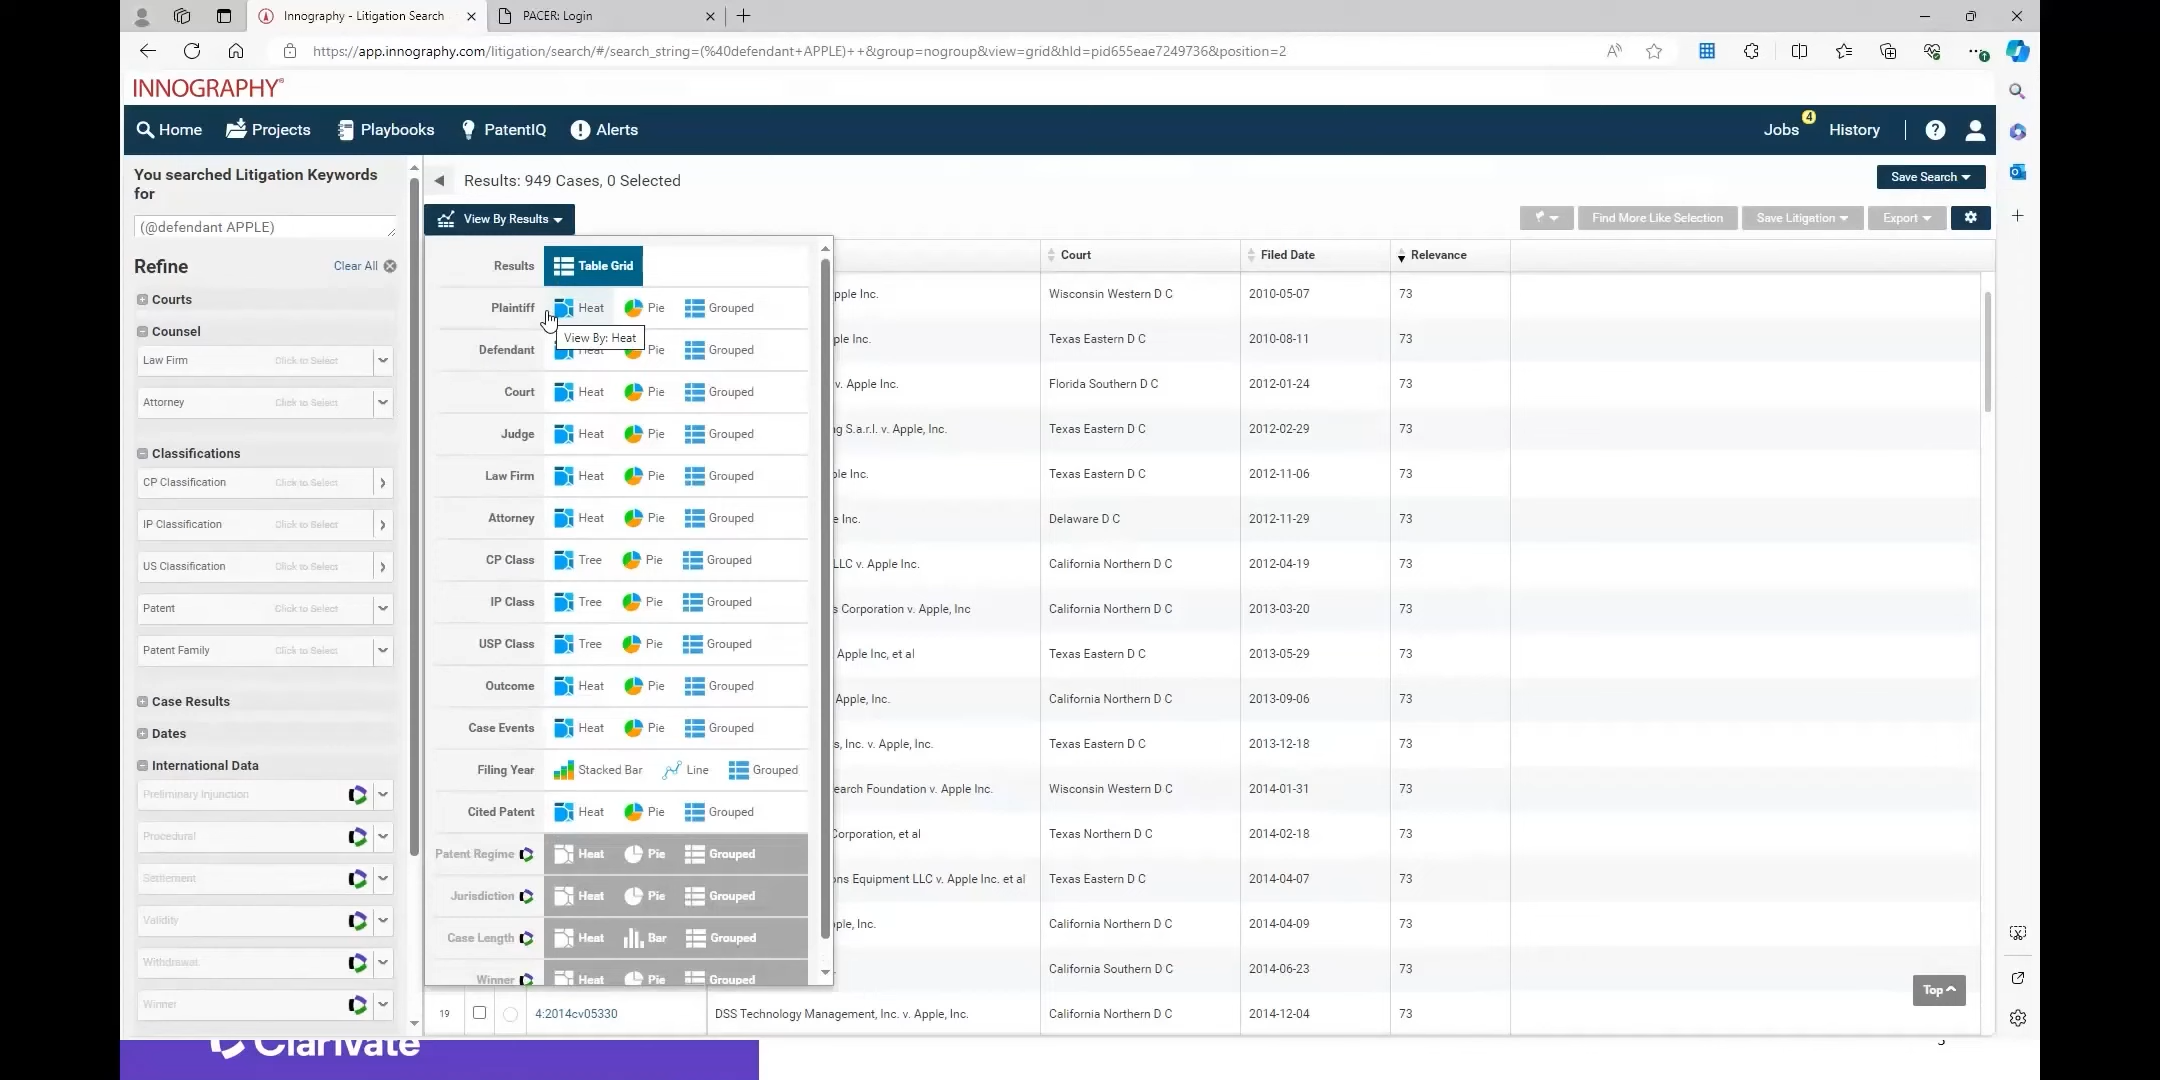 Innography - Litigation Search
PACER: Login
https://app.innography.com/litigation/search/#/search_string=(%40defendant+APPLE)++&group=nogroup&view=grid&hId=pid655eae7249736&position=2
INNOGRAPHY®
Home
Projects
Playbooks
PatentIQ
Alerts
Jobs
4
History
You searched Litigation Keywords
for
(@defendant APPLE)
Refine
Clear All
Courts
Counsel
Law Firm Click to Select
Attorney Click to Select
Classifications
CP Classification Click to Select
IP Classification Click to Select
US Classification Click to Select
Patent Click to Select
Patent Family Click to Select
Case Results
Dates
International Data
Preliminary Injunction
Procedural
Settlement
Validity
Withdrawal
Winner
Results: 949 Cases, 0 Selected
Save Search
View By Results
Find More Like Selection
Save Litigation
Export
Results Table Grid
Plaintiff Heat Pie Grouped
View By: Heat
Defendant Heat Pie Grouped
Court Heat Pie Grouped
Judge Heat Pie Grouped
Law Firm Heat Pie Grouped
Attorney Heat Pie Grouped
CP Class Tree Pie Grouped
IP Class Tree Pie Grouped
USP Class Tree Pie Grouped
Outcome Heat Pie Grouped
Case Events Heat Pie Grouped
Filing Year Stacked Bar Line Grouped
Cited Patent Heat Pie Grouped
Patent Regime Heat Pie Grouped
Jurisdiction Heat Pie Grouped
Case Length Heat Bar Grouped
Winner Heat Pie Grouped
Court Filed Date Relevance
pple Inc. Wisconsin Western D C 2010-05-07 73
ple Inc. Texas Eastern D C 2010-08-11 73
v. Apple Inc. Florida Southern D C 2012-01-24 73
ag S.a.r.l. v. Apple, Inc. Texas Eastern D C 2012-02-29 73
ple Inc. Texas Eastern D C 2012-11-06 73
e Inc. Delaware D C 2012-11-29 73
LLC v. Apple Inc. California Northern D C 2012-04-19 73
s Corporation v. Apple, Inc California Northern D C 2013-03-20 73
Apple Inc, et al Texas Eastern D C 2013-05-29 73
Apple, Inc. California Northern D C 2013-09-06 73
s, Inc. v. Apple, Inc. Texas Eastern D C 2013-12-18 73
earch Foundation v. Apple Inc. Wisconsin Western D C 2014-01-31 73
Corporation, et al Texas Northern D C 2014-02-18 73
ons Equipment LLC v. Apple Inc. et al Texas Eastern D C 2014-04-07 73
ple, Inc. California Northern D C 2014-04-09 73
California Southern D C 2014-06-23 73
19 4:2014cv05330 DSS Technology Management, Inc. v. Apple, Inc. California Northern D C 2014-12-04 73
Top
Clarivate